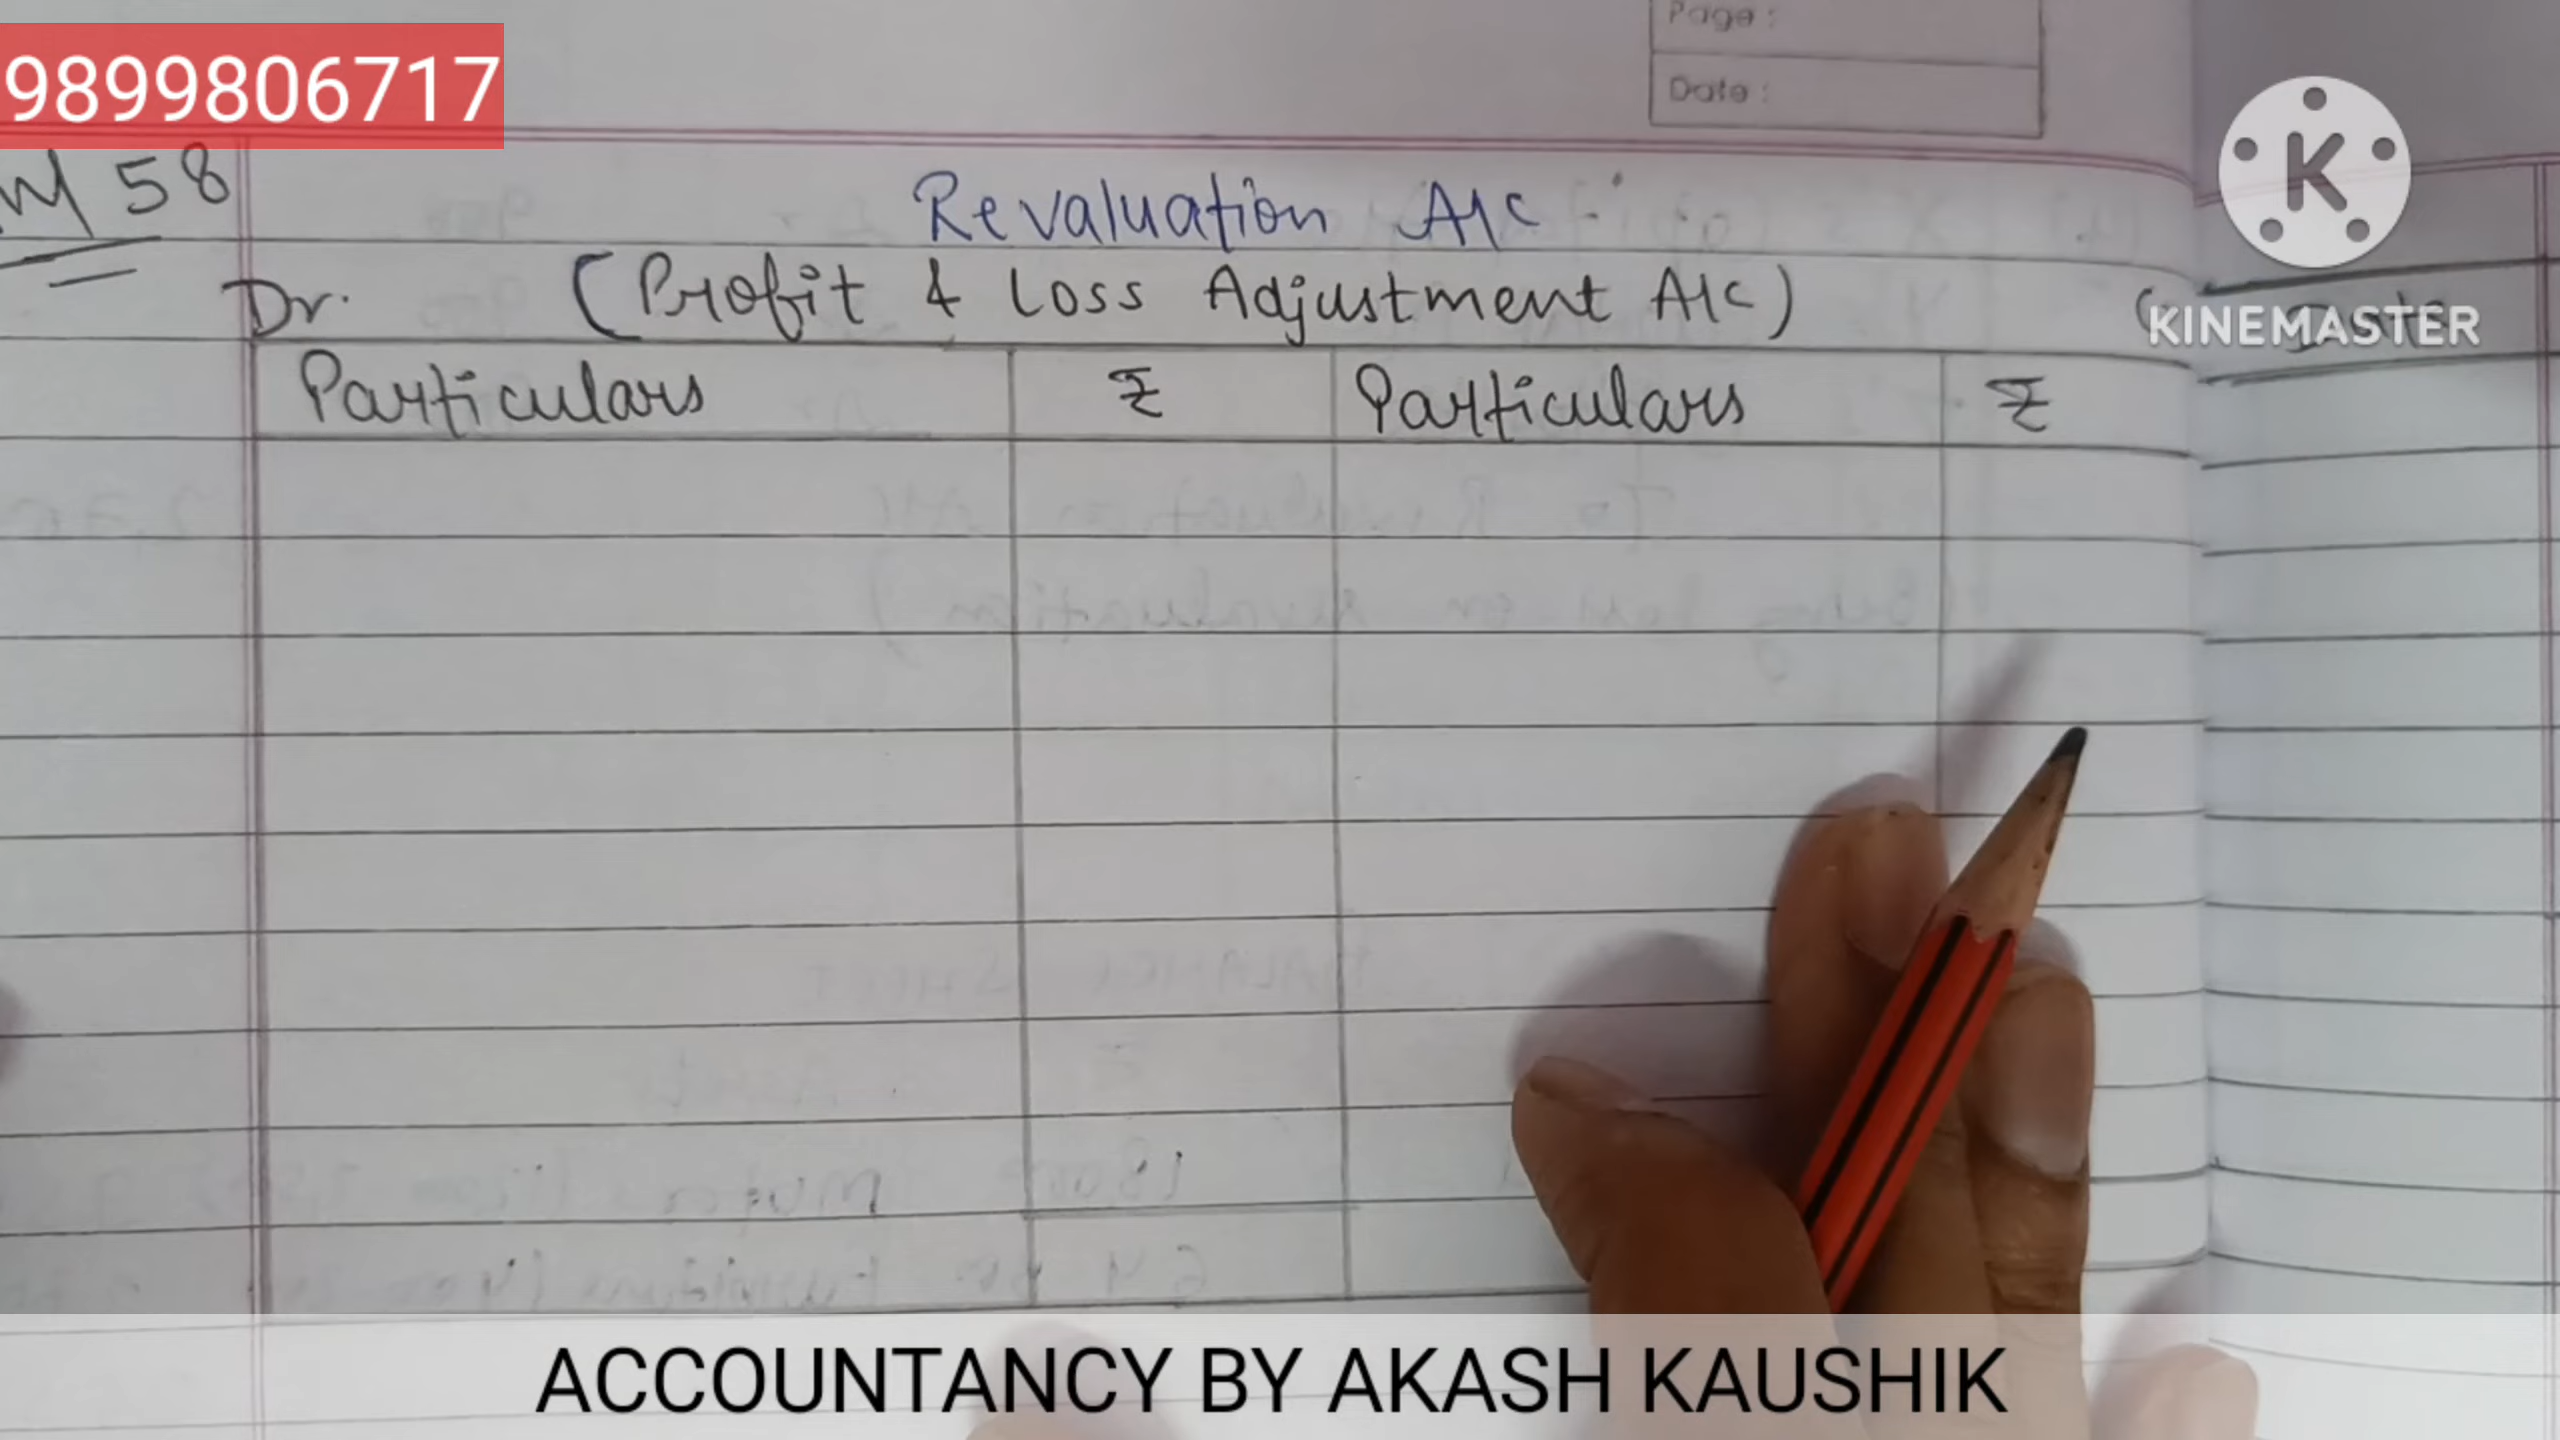 Page :
Date :
9899806717
58
Revaluation A/c
Dr. (Profit & Loss Adjustment A/c)
Particulars ₹ Particulars ₹
KINEMASTER
ACCOUNTANCY BY AKASH KAUSHIK